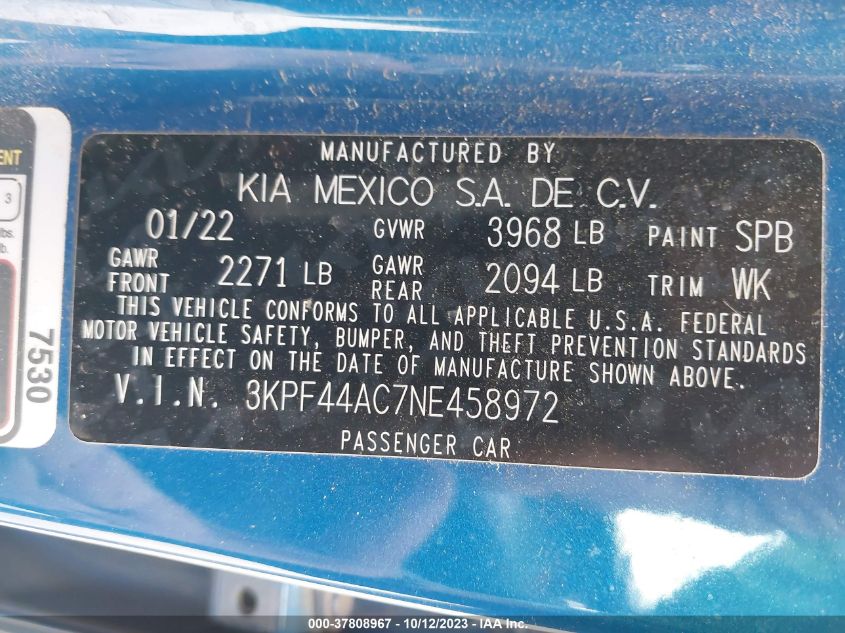 MANUFACTURED BY
KIA MEXICO S.A. DE C.V.
01/22 GVWR 3968 LB PAINT SPB
GAWR FRONT 2271 LB GAWR REAR 2094 LB TRIM WK
THIS VEHICLE CONFORMS TO ALL APPLICABLE U.S.A. FEDERAL
MOTOR VEHICLE SAFETY, BUMPER, AND THEFT PREVENTION STANDARDS
IN EFFECT ON THE DATE OF MANUFACTURE SHOWN ABOVE.
V.I.N. 3KPF44AC7NE458972
PASSENGER CAR
3
lb.
7530
000-37808967 - 10/12/2023 - IAA Inc.